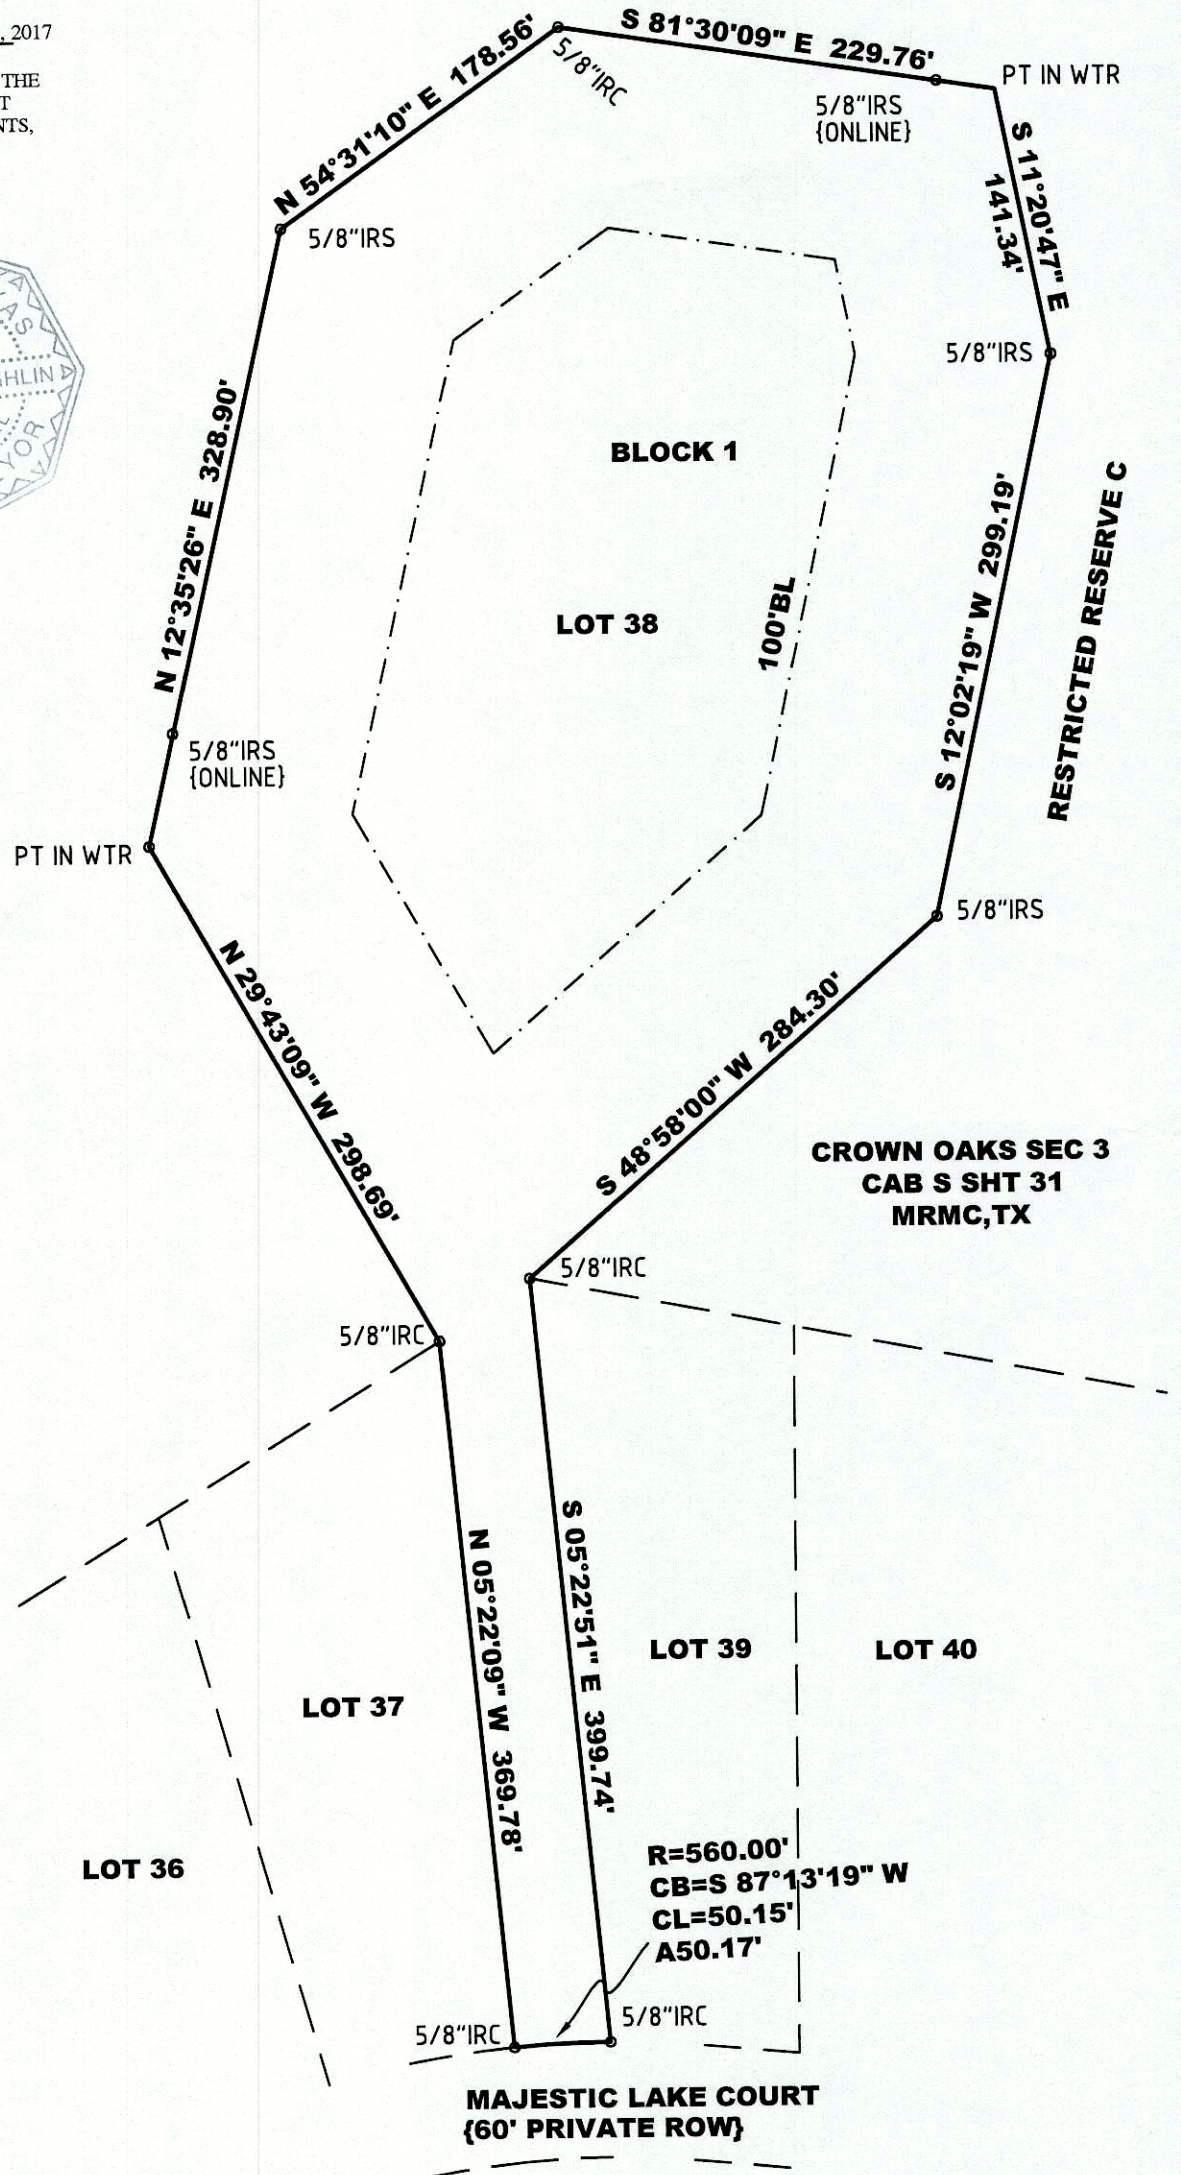 , 2017
THE
T
NTS,
AS
HLIN
YOR
S 81°30'09" E 229.76'
PT IN WTR
N 54°31'10" E 178.56'
5/8"IRC
5/8"IRS
{ONLINE}
S 11°20'47" E
141.34'
5/8"IRS
5/8"IRS
N 12°35'26" E 328.90'
BLOCK 1
LOT 38
100'BL
S 12°02'19" W 299.19'
RESTRICTED RESERVE C
5/8"IRS
{ONLINE}
PT IN WTR
5/8"IRS
N 29°43'09" W 298.69'
S 48°58'00" W 284.30'
CROWN OAKS SEC 3
CAB S SHT 31
MRMC,TX
5/8"IRC
5/8"IRC
N 05°22'09" W 369.78'
S 05°22'51" E 399.74'
LOT 39
LOT 40
LOT 37
LOT 36
R=560.00'
CB=S 87°13'19" W
CL=50.15'
A50.17'
5/8"IRC
5/8"IRC
MAJESTIC LAKE COURT
{60' PRIVATE ROW}